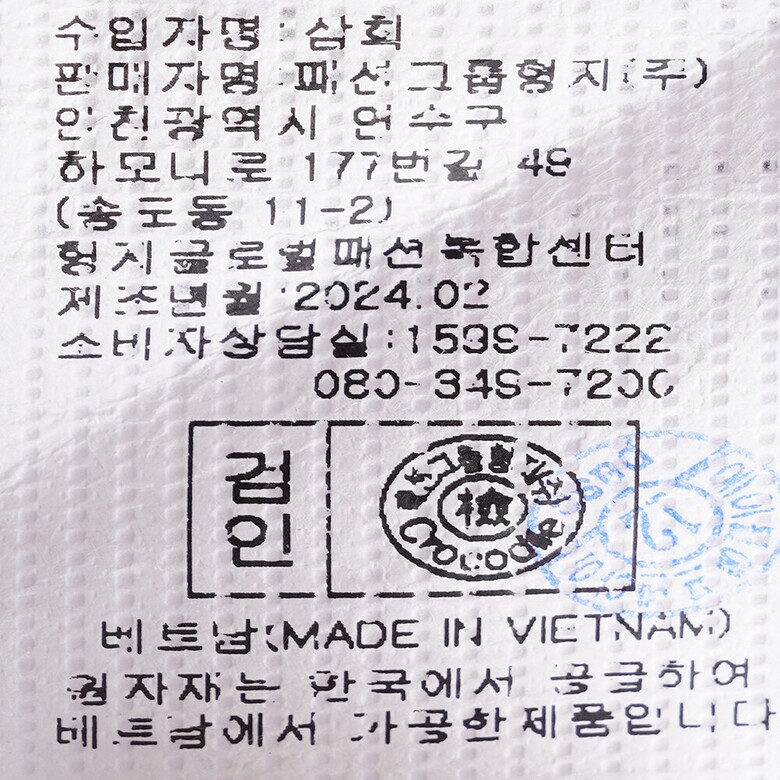 수입자명:삼희
판매자명:패션그룹형지(주)
인천광역시 연수구
하모니로 177번길 49
(송도동 11-2)
형지글로벌패션복합센터
제조년월:2024.02
소비자상담실:1599-7222
080-349-7200
검
인
檢
베트남(MADE IN VIETNAM)
원자재는 한국에서 공급하여
베트남에서 가공한제품입니다